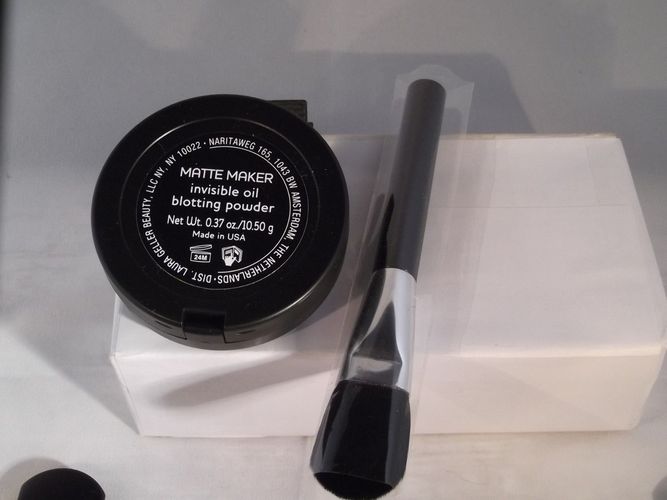 MATTE MAKER
invisible oil
blotting powder
Net Wt. 0.37 oz./10.50 g
Made in USA
24M
DIST. LAURA GELLER BEAUTY, LLC NY, NY 10022 · NARITAWEG 165, 1043 BW AMSTERDAM, THE NETHERLANDS ·